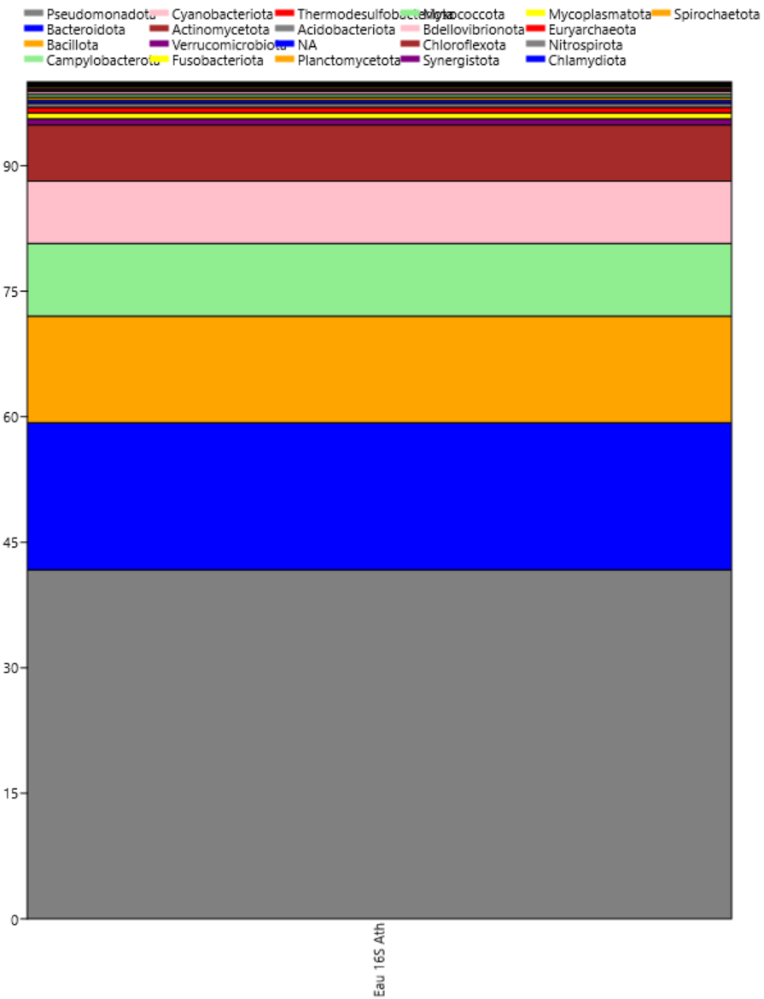 Pseudomonadota Cyanobacteriota Thermodesulfobacteriota Myxococcota Mycoplasmatota Spirochaetota
Bacteroidota Actinomycetota Acidobacteriota Bdellovibrionota Euryarchaeota
Bacillota Verrucomicrobiota NA Chloroflexota Nitrospirota
Campylobacterota Fusobacteriota Planctomycetota Synergistota Chlamydiota
90
75
60
45
30
15
0
Eau 16S Ath